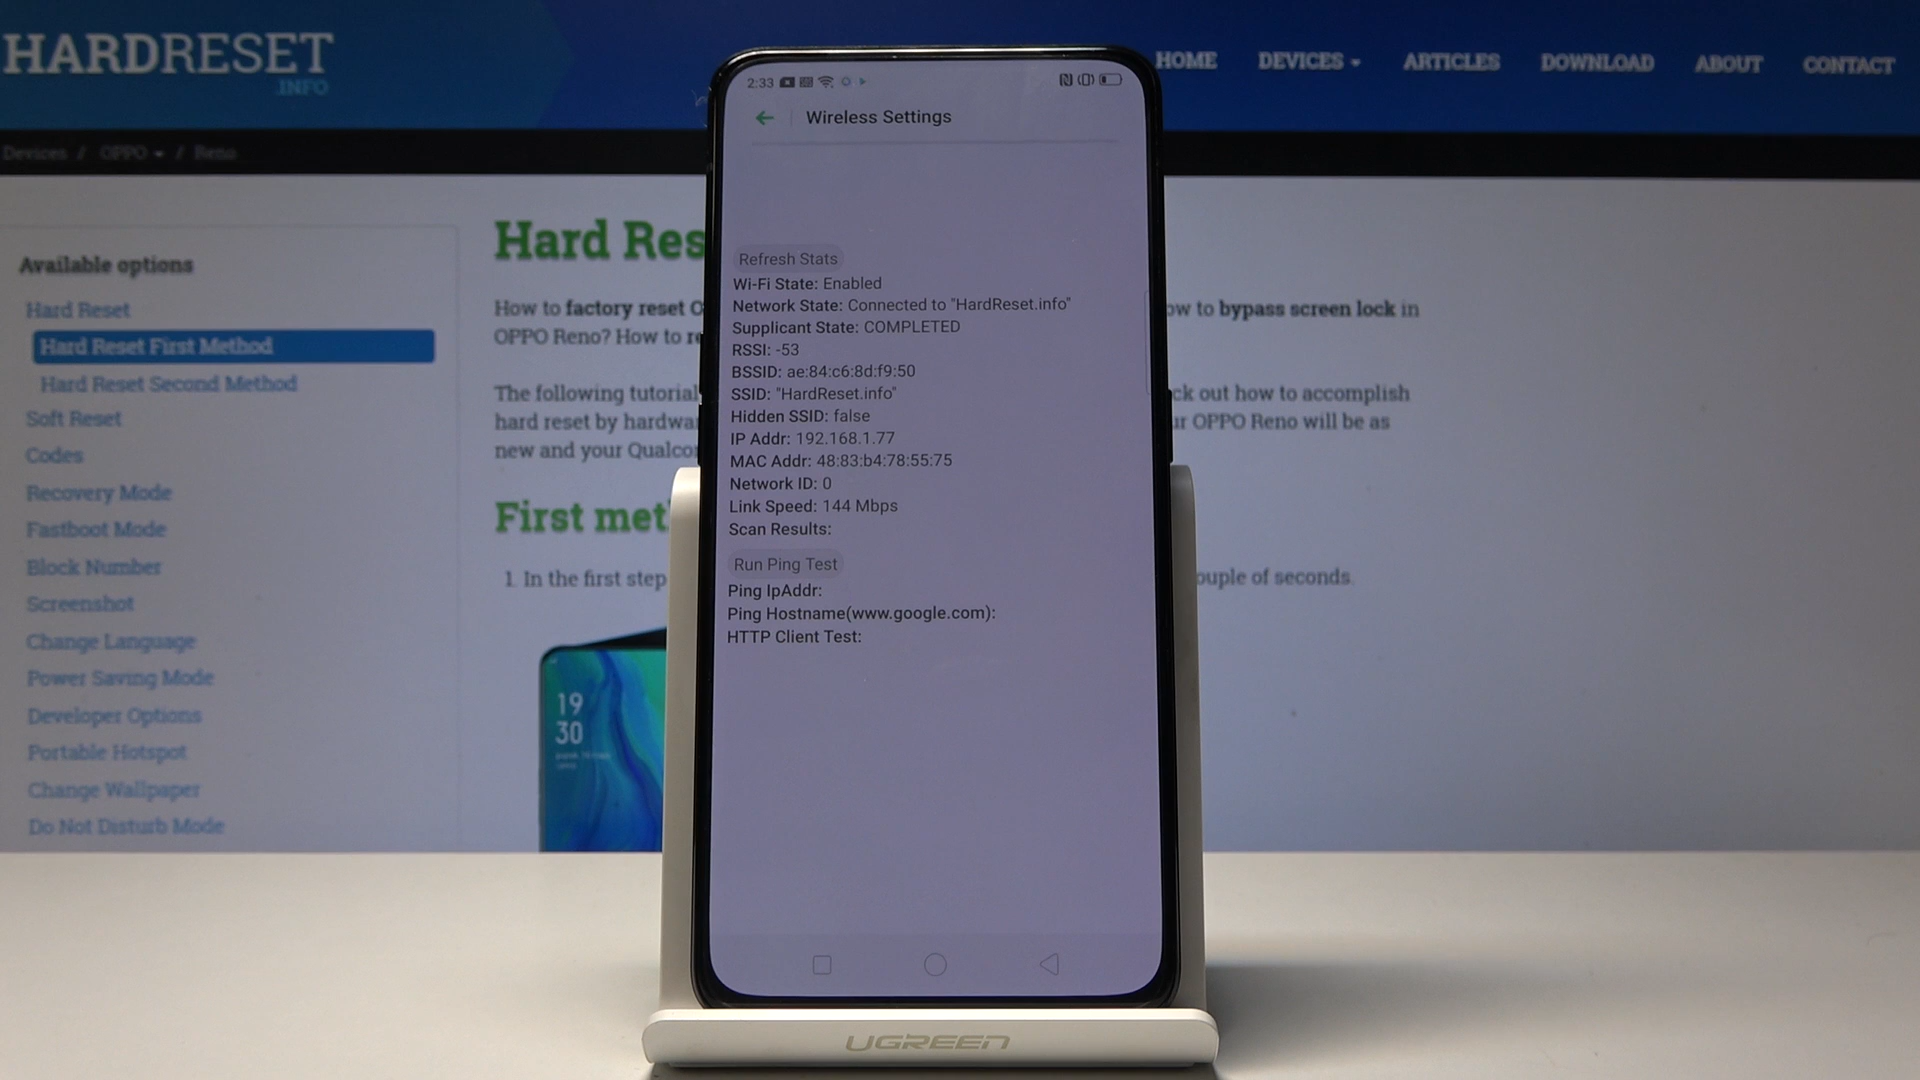 HARDRESET
.INFO
HOME
DEVICES
ARTICLES
DOWNLOAD
ABOUT
CONTACT
Devices / OPPO / Reno
Available options
Hard Reset
Hard Reset First Method
Hard Reset Second Method
Soft Reset
Codes
Recovery Mode
Fastboot Mode
Block Number
Screenshot
Change Language
Power Saving Mode
Developer Options
Portable Hotspot
Change Wallpaper
Do Not Disturb Mode
Hard Res
How to factory reset O
ow to bypass screen lock in
OPPO Reno? How to re
The following tutorial
ck out how to accomplish
hard reset by hardwa
ur OPPO Reno will be as
new and your Qualco
First met
1. In the first step
ouple of seconds.
19
30
2:33
Wireless Settings
Refresh Stats
Wi-Fi State: Enabled
Network State: Connected to "HardReset.info"
Supplicant State: COMPLETED
RSSI: -53
BSSID: ae:84:c6:8d:f9:50
SSID: "HardReset.info"
Hidden SSID: false
IP Addr: 192.168.1.77
MAC Addr: 48:83:b4:78:55:75
Network ID: 0
Link Speed: 144 Mbps
Scan Results:
Run Ping Test
Ping IpAddr:
Ping Hostname(www.google.com):
HTTP Client Test:
UGREEN